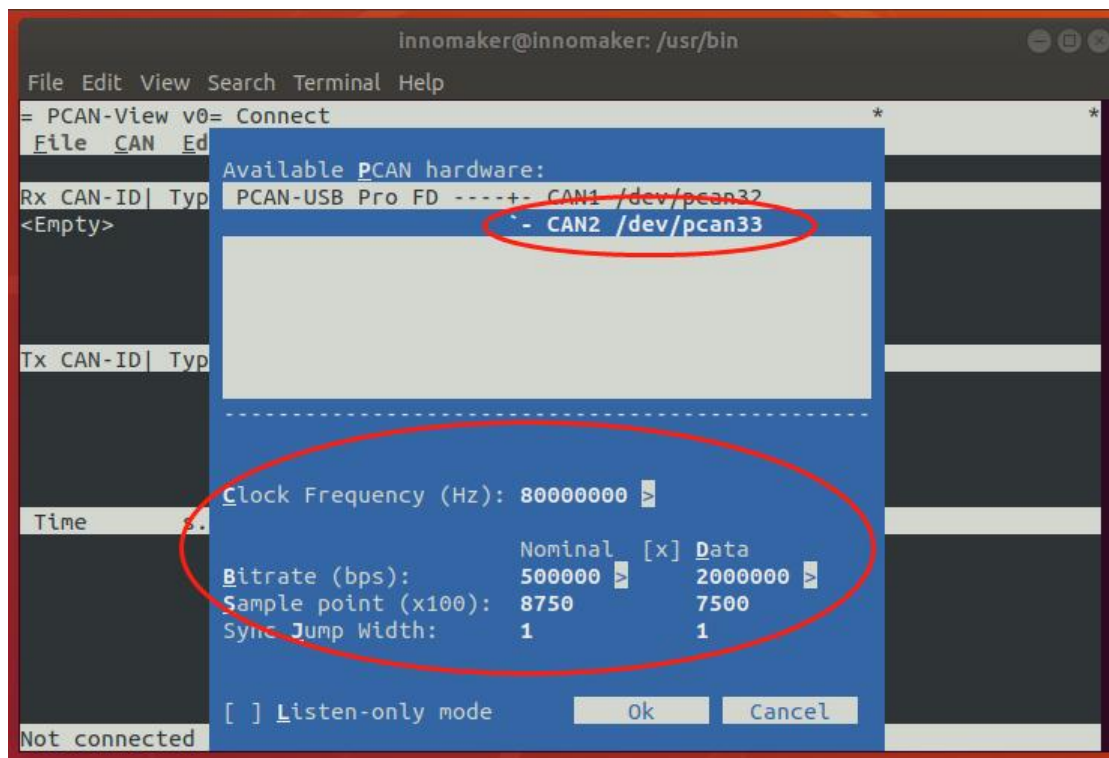 innomaker@innomaker: /usr/bin
File Edit View Search Terminal Help
= PCAN-View v0= Connect * *
File CAN Ed
Available PCAN hardware:
Rx CAN-ID| Typ PCAN-USB Pro FD ----+- CAN1 /dev/pcan32
<Empty> `- CAN2 /dev/pcan33
Tx CAN-ID| Typ
------------------------------------------------
Clock Frequency (Hz): 80000000 >
Time s.
Nominal [x] Data
Bitrate (bps): 500000 > 2000000 >
Sample point (x100): 8750 7500
Sync Jump Width: 1 1
[ ] Listen-only mode Ok Cancel
Not connected